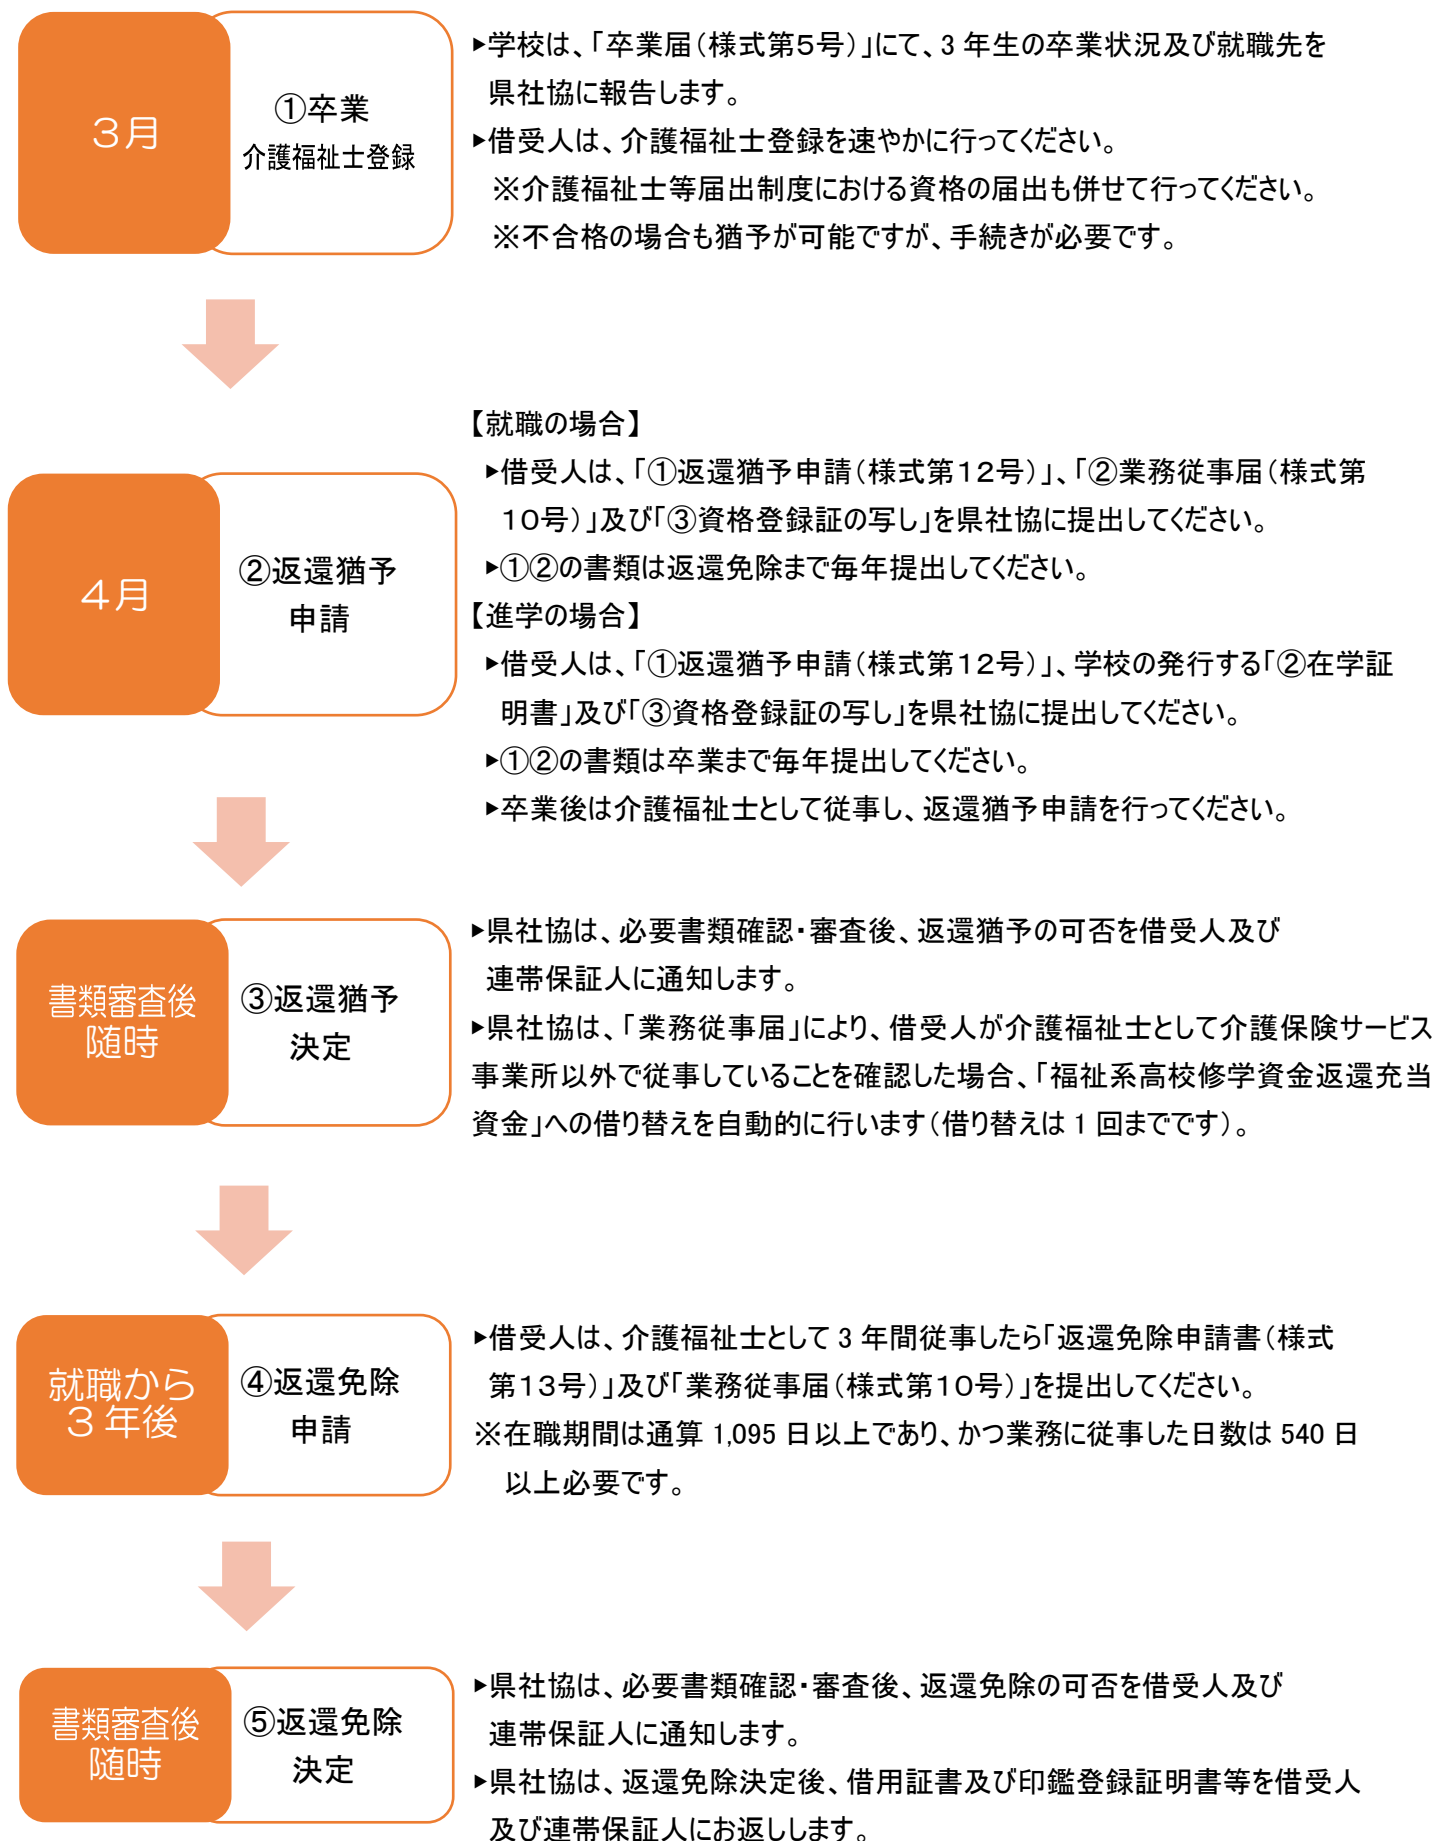 3月
①卒業
介護福祉士登録
▶学校は、「卒業届(様式第5号)」にて、3 年生の卒業状況及び就職先を
県社協に報告します。
▶借受人は、介護福祉士登録を速やかに行ってください。
※介護福祉士等届出制度における資格の届出も併せて行ってください。
※不合格の場合も猶予が可能ですが、手続きが必要です。
4月
②返還猶予
申請
【就職の場合】
▶借受人は、「①返還猶予申請(様式第12号)」、「②業務従事届(様式第
10号)」及び「③資格登録証の写し」を県社協に提出してください。
▶①②の書類は返還免除まで毎年提出してください。
【進学の場合】
▶借受人は、「①返還猶予申請(様式第12号)」、学校の発行する「②在学証
明書」及び「③資格登録証の写し」を県社協に提出してください。
▶①②の書類は卒業まで毎年提出してください。
▶卒業後は介護福祉士として従事し、返還猶予申請を行ってください。
書類審査後
随時
③返還猶予
決定
▶県社協は、必要書類確認・審査後、返還猶予の可否を借受人及び
連帯保証人に通知します。
▶県社協は、「業務従事届」により、借受人が介護福祉士として介護保険サービス
事業所以外で従事していることを確認した場合、「福祉系高校修学資金返還充当
資金」への借り替えを自動的に行います(借り替えは 1 回までです)。
就職から
3 年後
④返還免除
申請
▶借受人は、介護福祉士として 3 年間従事したら「返還免除申請書(様式
第13号)」及び「業務従事届(様式第10号)」を提出してください。
※在職期間は通算 1,095 日以上であり、かつ業務に従事した日数は 540 日
以上必要です。
書類審査後
随時
⑤返還免除
決定
▶県社協は、必要書類確認・審査後、返還免除の可否を借受人及び
連帯保証人に通知します。
▶県社協は、返還免除決定後、借用証書及び印鑑登録証明書等を借受人
及び連帯保証人にお返しします。